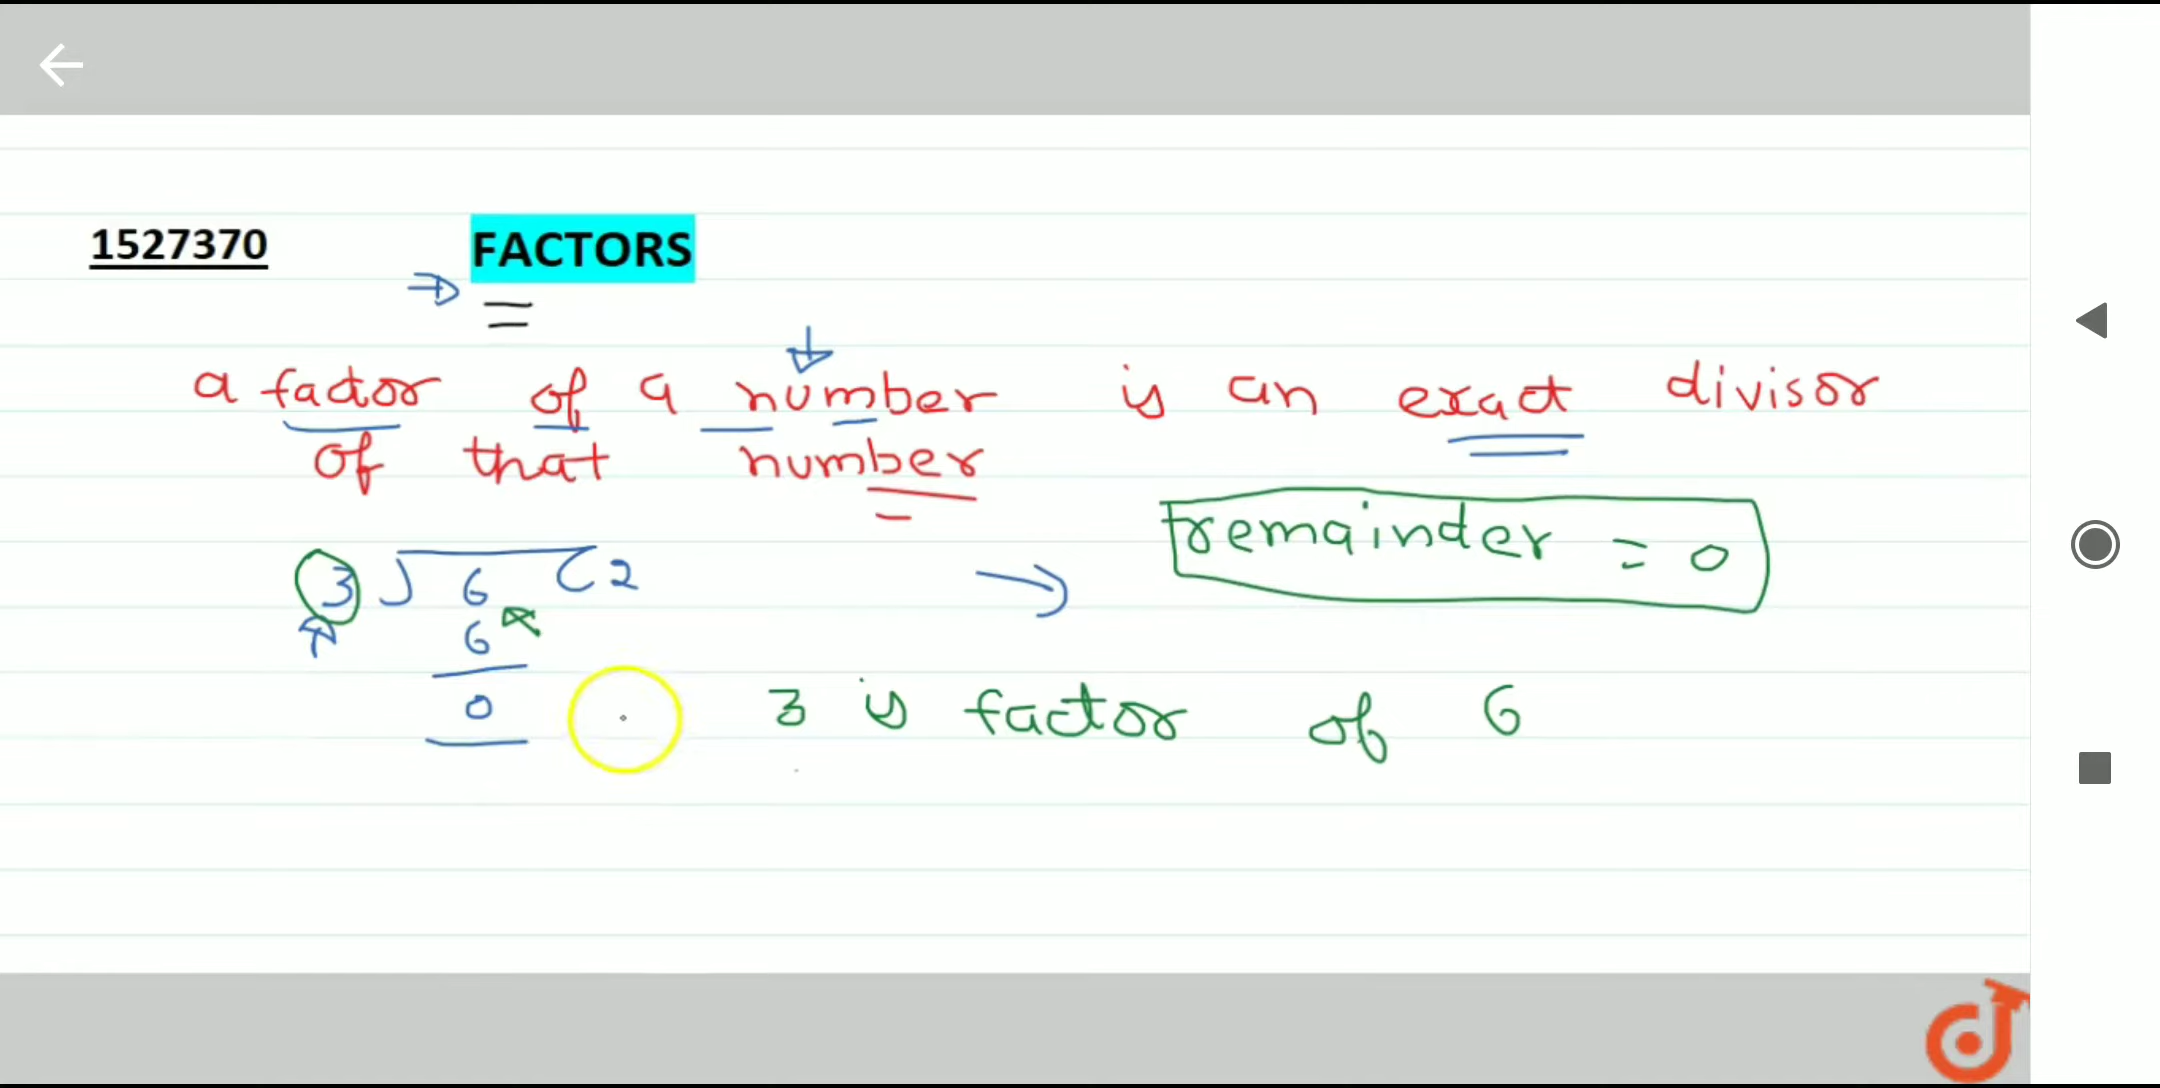 1527370 FACTORS
a factor of a number is an exact divisor
of that number
remainder = 0
3 6 2
6
0
3 is factor of 6